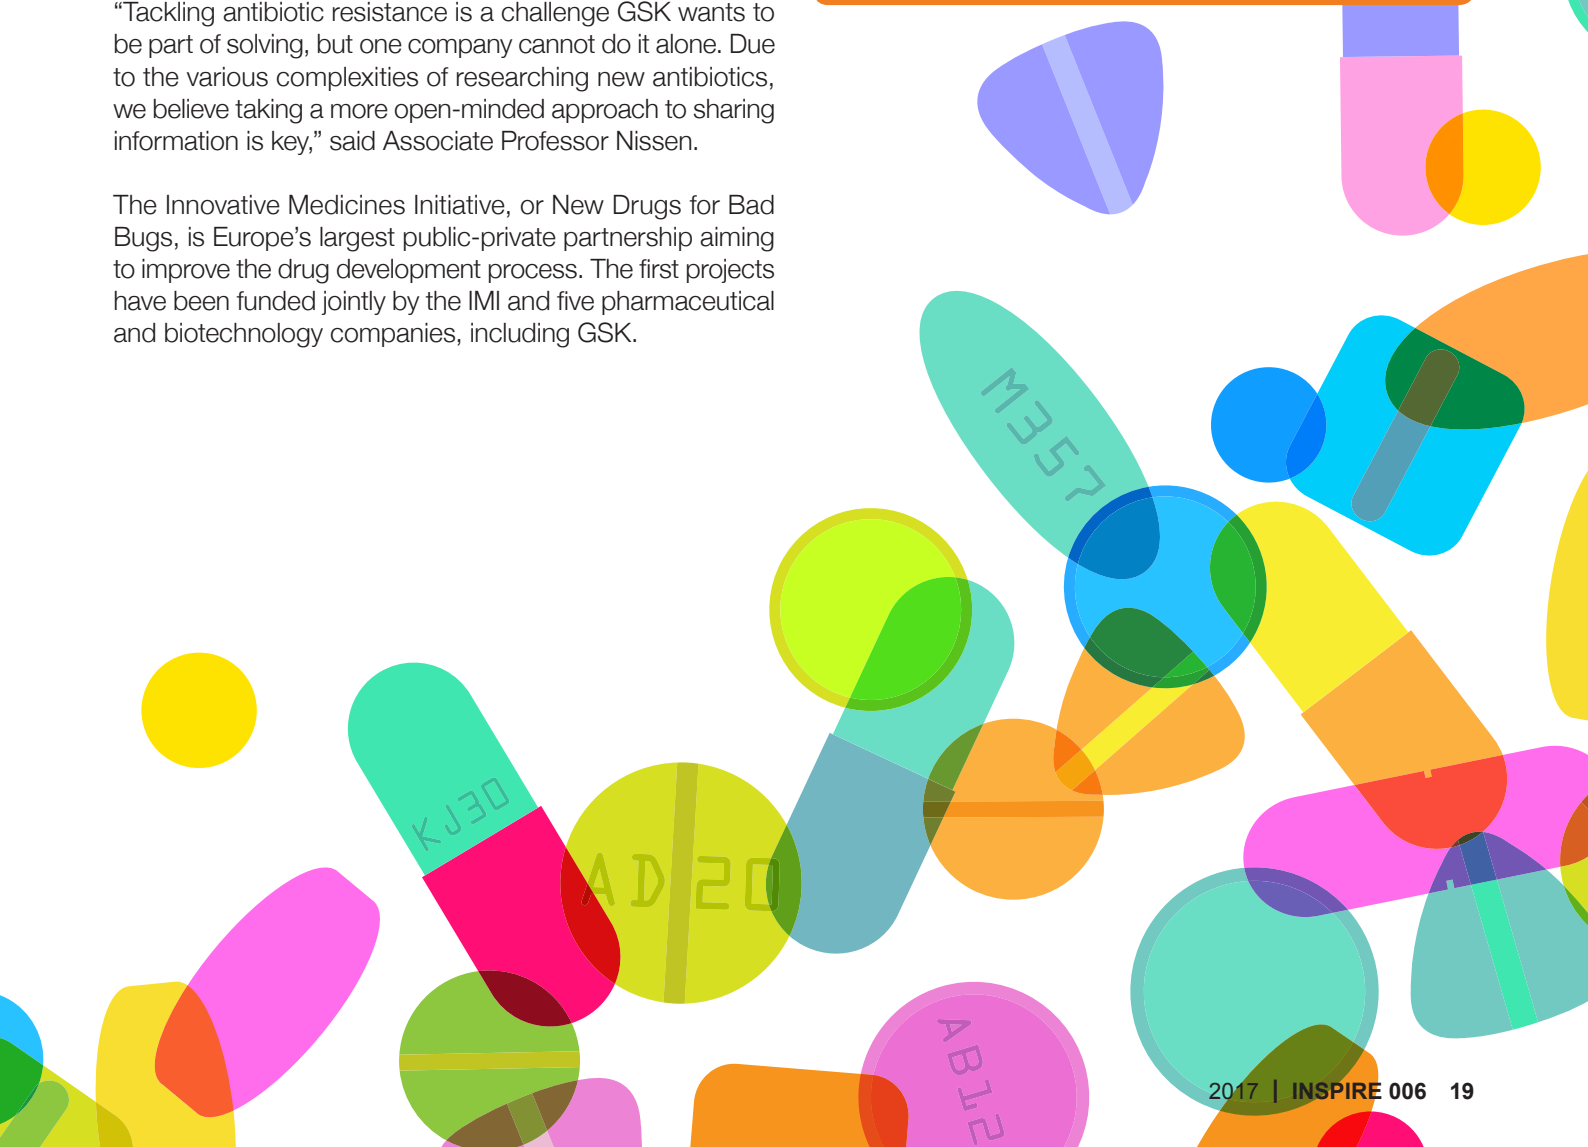 “Tackling antibiotic resistance is a challenge GSK wants to
be part of solving, but one company cannot do it alone. Due
to the various complexities of researching new antibiotics,
we believe taking a more open-minded approach to sharing
information is key,” said Associate Professor Nissen.
The Innovative Medicines Initiative, or New Drugs for Bad
Bugs, is Europe’s largest public-private partnership aiming
to improve the drug development process. The first projects
have been funded jointly by the IMI and five pharmaceutical
and biotechnology companies, including GSK.
M357
KJ30
AD 20
AB12
2017 | INSPIRE 006 19